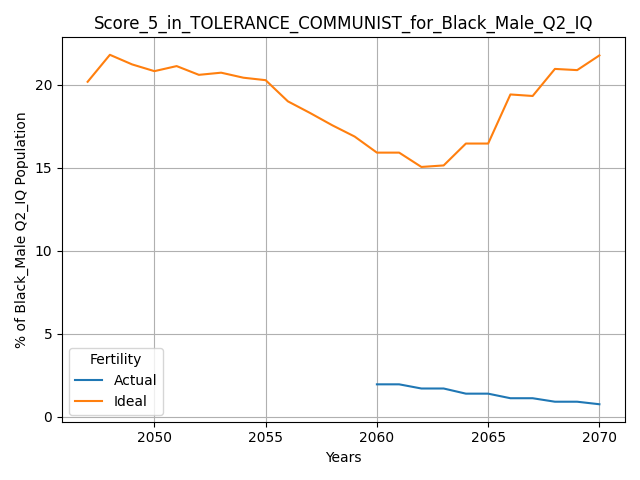 Score_5_in_TOLERANCE_COMMUNIST_for_Black_Male_Q2_IQ
% of Black_Male Q2_IQ Population
20
15
10
5
0
Fertility
Actual
Ideal
2050 2055 2060 2065 2070
Years